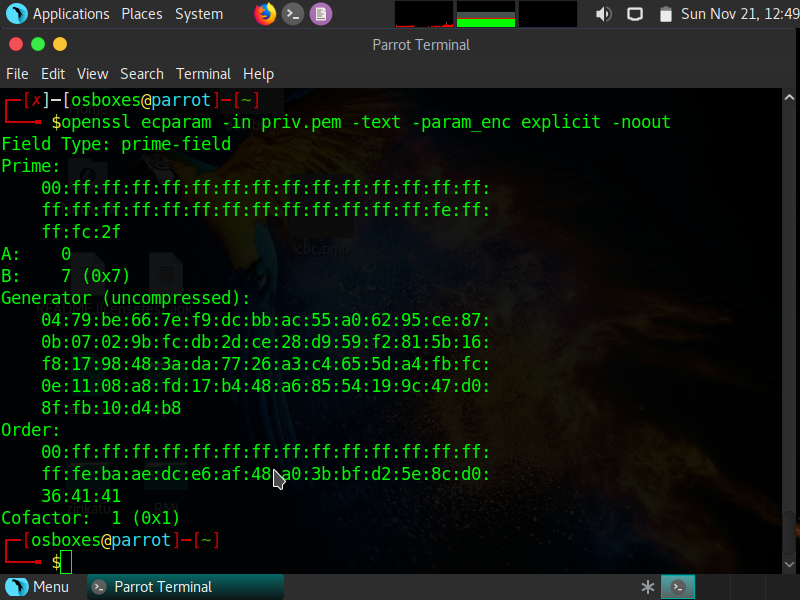 Applications Places System
Sun Nov 21, 12:49
Parrot Terminal
File Edit View Search Terminal Help
┌─[✗]─[osboxes@parrot]─[~]
└──╼ $openssl ecparam -in priv.pem -text -param_enc explicit -noout
Field Type: prime-field
Prime:
00:ff:ff:ff:ff:ff:ff:ff:ff:ff:ff:ff:ff:ff:ff:
ff:ff:ff:ff:ff:ff:ff:ff:ff:ff:ff:ff:ff:fe:ff:
ff:fc:2f
A: 0
B: 7 (0x7)
Generator (uncompressed):
04:79:be:66:7e:f9:dc:bb:ac:55:a0:62:95:ce:87:
0b:07:02:9b:fc:db:2d:ce:28:d9:59:f2:81:5b:16:
f8:17:98:48:3a:da:77:26:a3:c4:65:5d:a4:fb:fc:
0e:11:08:a8:fd:17:b4:48:a6:85:54:19:9c:47:d0:
8f:fb:10:d4:b8
Order:
00:ff:ff:ff:ff:ff:ff:ff:ff:ff:ff:ff:ff:ff:ff:
ff:fe:ba:ae:dc:e6:af:48:a0:3b:bf:d2:5e:8c:d0:
36:41:41
Cofactor: 1 (0x1)
┌─[osboxes@parrot]─[~]
└──╼ $
Menu Parrot Terminal